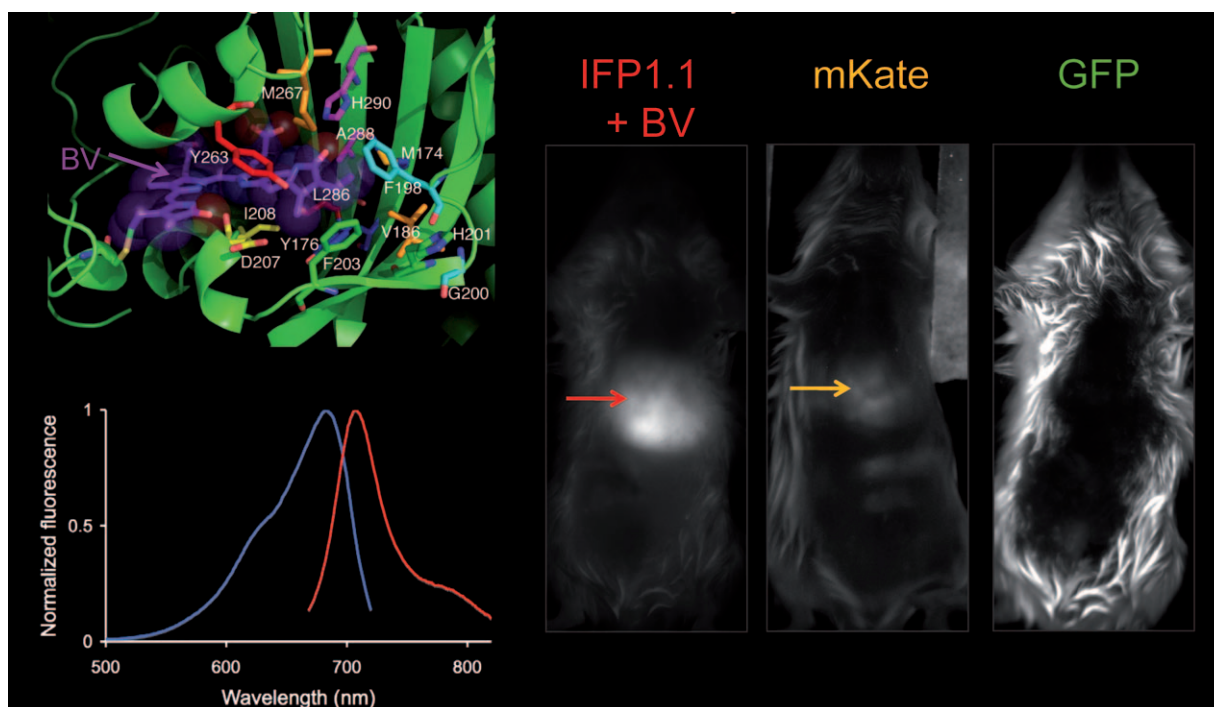 M267
H290
A288
BV
Y263
M174
F198
L286
I208
V186
H201
Y176
D207
F203
G200
IFP1.1
+ BV
mKate
GFP
1
0.5
0
Normalized fluorescence
500
600
700
800
Wavelength (nm)